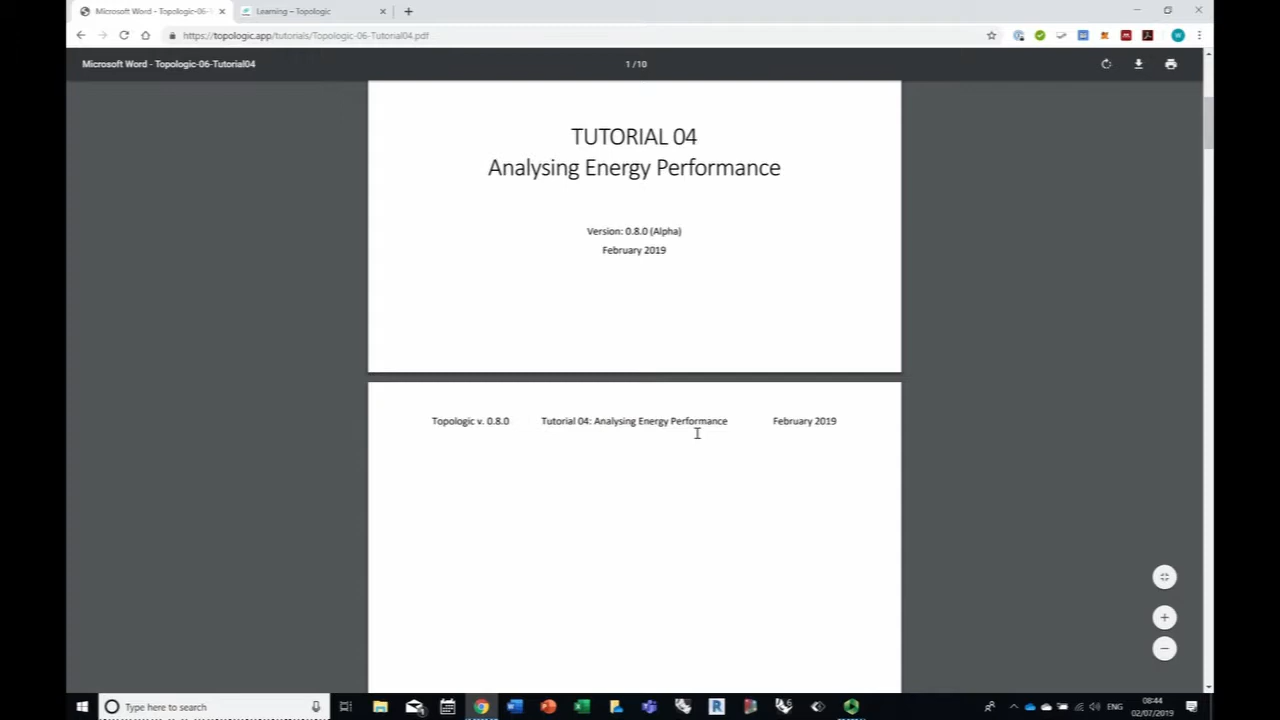 Microsoft Word - Topologic-06-
Learning – Topologic
https://topologic.app/tutorials/Topologic-06-Tutorial04.pdf
Microsoft Word - Topologic-06-Tutorial04
1 / 10
TUTORIAL 04
Analysing Energy Performance
Version: 0.8.0 (Alpha)
February 2019
Topologic v. 0.8.0 Tutorial 04: Analysing Energy Performance February 2019
Type here to search
ENG
08:44
02/07/2019